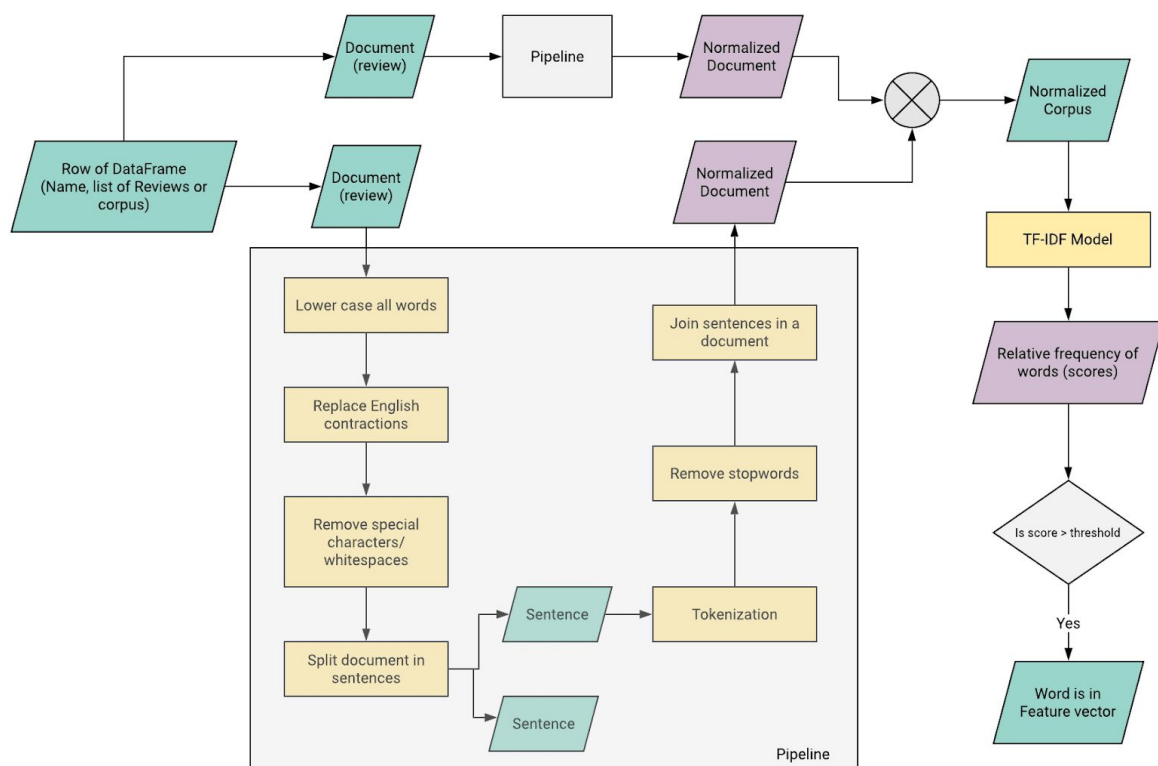 Document
(review)
Pipeline
Normalized
Document
Normalized
Corpus
Row of DataFrame
(Name, list of Reviews or
corpus)
Document
(review)
Normalized
Document
TF-IDF Model
Lower case all words
Join sentences in a
document
Relative frequency of
words (scores)
Replace English
contractions
Remove stopwords
Remove special
characters/
whitespaces
Is score > threshold
Sentence
Tokenization
Yes
Split document in
sentences
Sentence
Word is in
Feature vector
Pipeline